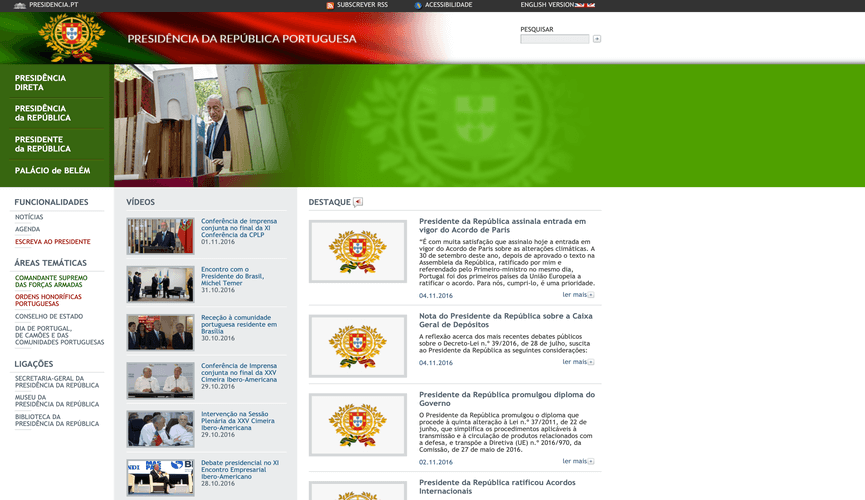 PRESIDENCIA.PT
SUBSCREVER RSS
ACESSIBILIDADE
ENGLISH VERSION
PRESIDÊNCIA DA REPÚBLICA PORTUGUESA
PESQUISAR
PRESIDÊNCIA
DIRETA
PRESIDÊNCIA
da REPÚBLICA
PRESIDENTE
da REPÚBLICA
PALÁCIO de BELÉM
FUNCIONALIDADES
NOTÍCIAS
AGENDA
ESCREVA AO PRESIDENTE
ÁREAS TEMÁTICAS
COMANDANTE SUPREMO
DAS FORÇAS ARMADAS
ORDENS HONORÍFICAS
PORTUGUESAS
CONSELHO DE ESTADO
DIA DE PORTUGAL,
DE CAMÕES E DAS
COMUNIDADES PORTUGUESAS
LIGAÇÕES
SECRETARIA-GERAL DA
PRESIDÊNCIA DA REPÚBLICA
MUSEU DA
PRESIDÊNCIA DA REPÚBLICA
BIBLIOTECA DA
PRESIDÊNCIA DA REPÚBLICA
VÍDEOS
Conferência de imprensa
conjunta no final da XI
Conferência da CPLP
01.11.2016
Encontro com o
Presidente do Brasil,
Michel Temer
31.10.2016
Receção à comunidade
portuguesa residente em
Brasília
30.10.2016
Conferência de imprensa
conjunta no final da XXV
Cimeira Ibero-Americana
29.10.2016
Intervenção na Sessão
Plenária da XXV Cimeira
Ibero-Americana
29.10.2016
Debate presidencial no XI
Encontro Empresarial
Ibero-Americano
28.10.2016
DESTAQUE
Presidente da República assinala entrada em
vigor do Acordo de Paris
“É com muita satisfação que assinalo hoje a entrada em
vigor do Acordo de Paris sobre as alterações climáticas. A
30 de setembro deste ano, depois de aprovado o texto na
Assembleia da República, ratificado por mim e
referendado pelo Primeiro-ministro no mesmo dia,
Portugal foi dos primeiros países da União Europeia a
ratificar o acordo. Para nós, cumpri-lo, é uma prioridade.
04.11.2016
ler mais
Nota do Presidente da República sobre a Caixa
Geral de Depósitos
A reflexão acerca dos mais recentes debates públicos
sobre o Decreto-Lei n.º 39/2016, de 28 de julho, suscita
ao Presidente da República as seguintes considerações:
04.11.2016
ler mais
Presidente da República promulgou diploma do
Governo
O Presidente da República promulgou o diploma que
procede à quinta alteração à Lei n.º 37/2011, de 22 de
junho, que simplifica os procedimentos aplicáveis à
transmissão e à circulação de produtos relacionados com
a defesa, e transpõe a Diretiva (UE) n.º 2016/970, da
Comissão, de 27 de maio de 2016.
02.11.2016
ler mais
Presidente da República ratificou Acordos
Internacionais